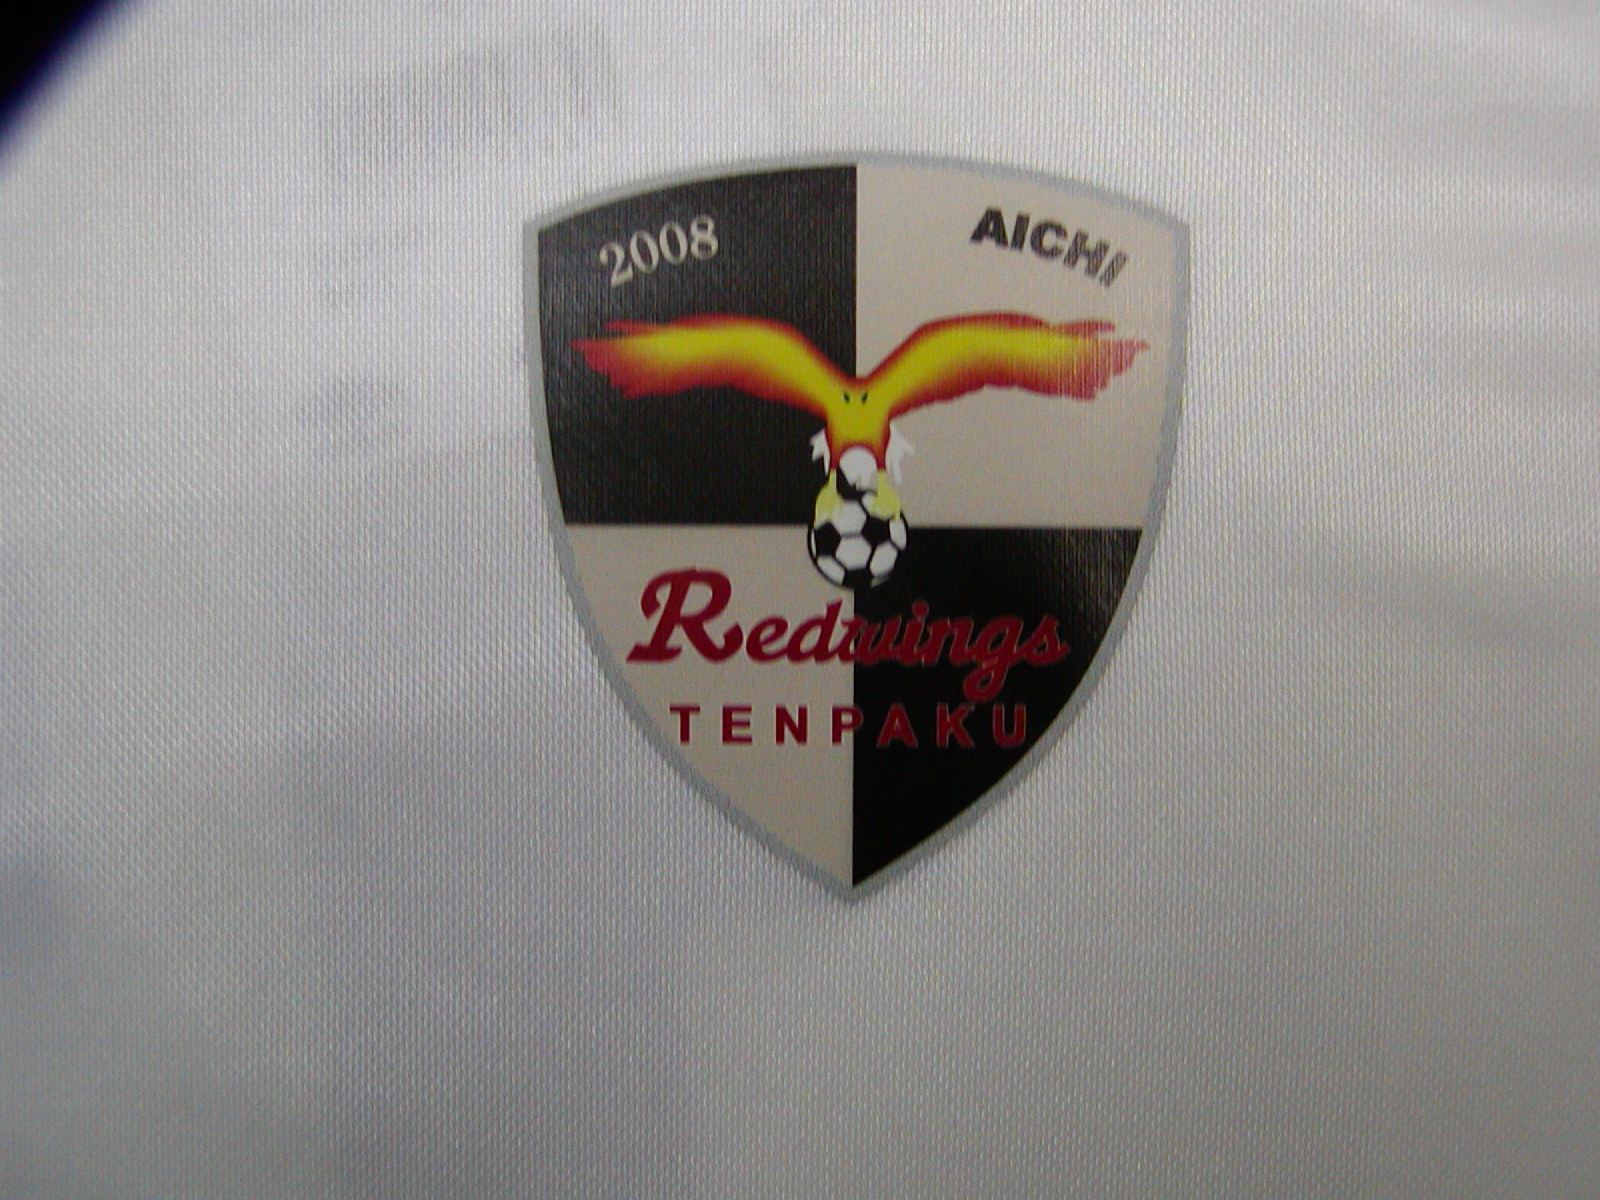 2008
AICHI
Redwings
TENPAKU